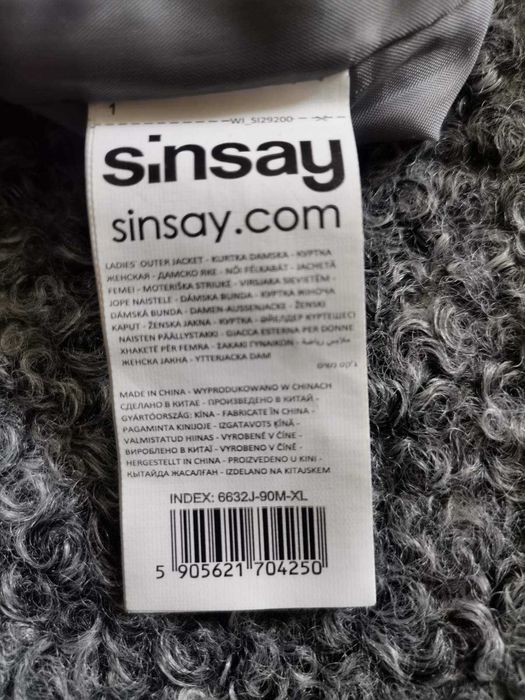 1
WI_SI29200
sinsay
sinsay.com
LADIES' OUTER JACKET - KURTKA DAMSKA - КУРТКА
ЖЕНСКАЯ - ДАМСКО ЯКЕ - NŐI FÉLKABÁT - JACHETĂ
FEMEI - MOTERIŠKA STRIUKĖ - VIRSJAKA SIEVIETĒM -
JOPE NAISTELE - DÁMSKA BUNDA - КУРТКА ЖІНОЧА
DÁMSKÁ BUNDA - DAMEN-AUSSENJACKE - ŽENSKI
KAPUT - ŽENSKA JAKNA - КУРТКА -
NAISTEN PÄÄLLYSTAKKI - GIACCA ESTERNA PER DONNE
XHAKETË PËR FEMRA - ΣΑΚΑΚΙ ΓΥΝΑΙΚΩΝ -
ЖЕНСКА ЈАКНА - YTTERJACKA DAM
MADE IN CHINA - WYPRODUKOWANO W CHINACH
СДЕЛАНО В КИТАЕ - ПРОИЗВЕДЕНО В КИТАЙ -
GYÁRTÓORSZÁG: KÍNA - FABRICATE ÎN CHINA -
PAGAMINTA KINIJOJE - IZGATAVOTS ĶĪNĀ -
VALMISTATUD HIINAS - VYROBENÉ V ČÍNE -
ВИРОБЛЕНО В КИТАЇ - VYROBENO V ČÍNĚ -
HERGESTELLT IN CHINA - PROIZVEDENO U KINI -
КЫТАЙДА ЖАСАЛҒАН - IZDELANO NA KITAJSKEM
INDEX: 6632J-90M-XL
5 905621 704250